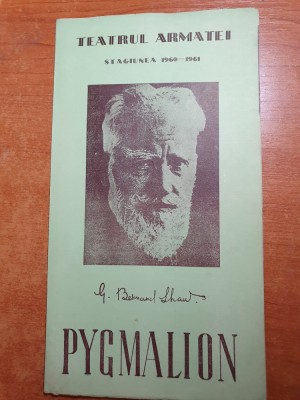 TEATRUL ARMATEI
STAGIUNEA 1960-1961
G. Bernard Shaw.
PYGMALION